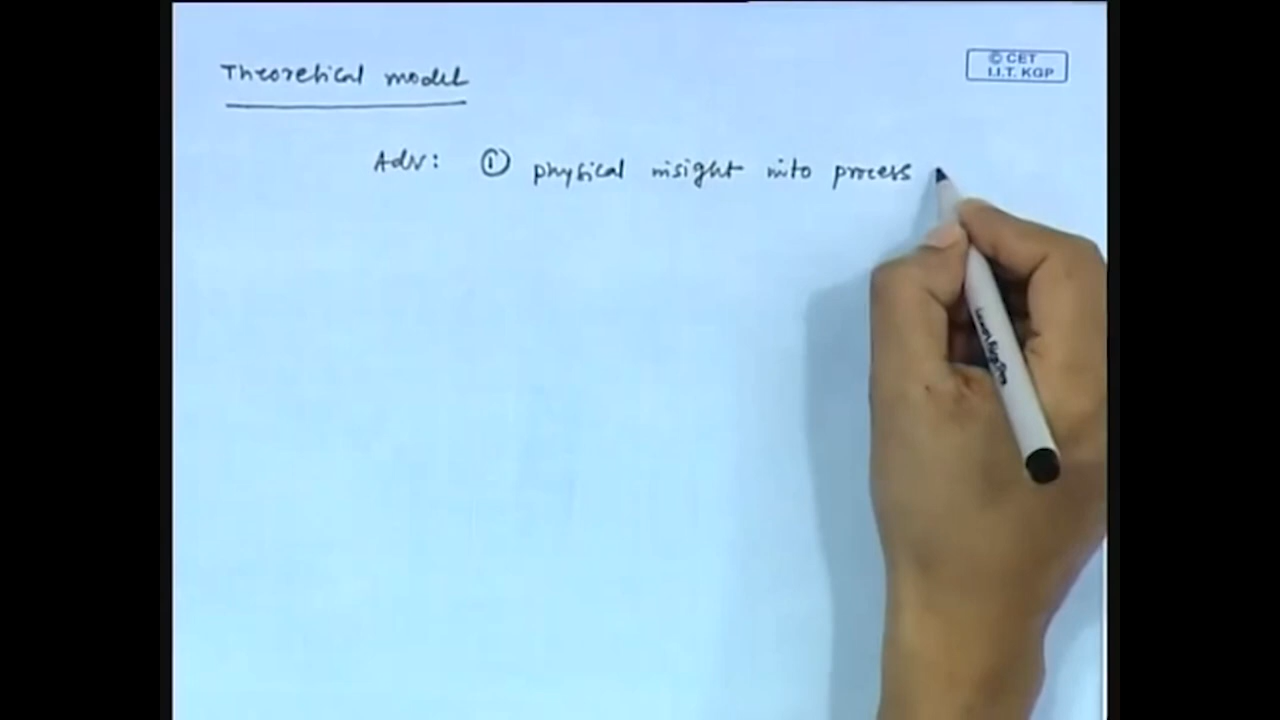 Theoretical model
© CET
I.I.T. KGP
Adv: ① physical insight into process